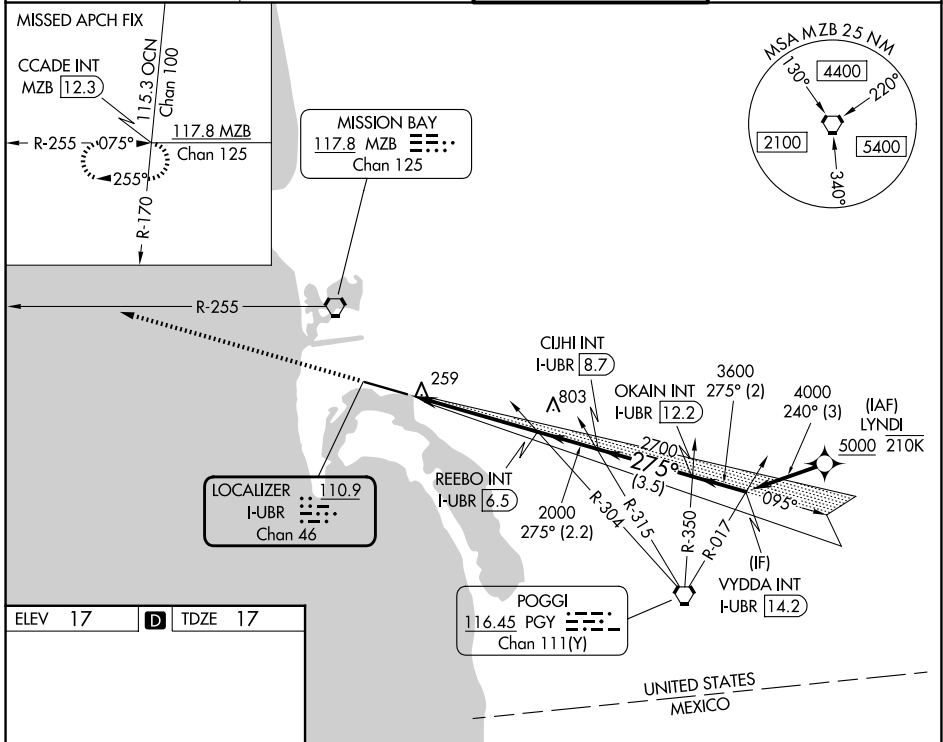 MISSED APCH FIX
CCADE INT
MZB 12.3
115.3 OCN
Chan 100
R-255
075°
117.8 MZB
Chan 125
255°
R-170
MISSION BAY
117.8 MZB
Chan 125
MSA MZB 25 NM
130°
4400
220°
2100
5400
340°
R-255
259
CIJHI INT
I-UBR 8.7
803
OKAIN INT
I-UBR 12.2
3600
275° (2)
4000
240° (3)
(IAF)
LYNDI
5000 210K
2700
275°
(3.5)
095°
REEBO INT
I-UBR 6.5
2000
275° (2.2)
R-304
R-315
R-350
R-017
(IF)
VYDDA INT
I-UBR 14.2
LOCALIZER 110.9
I-UBR
Chan 46
POGGI
116.45 PGY
Chan 111(Y)
ELEV 17 D TDZE 17
UNITED STATES
MEXICO